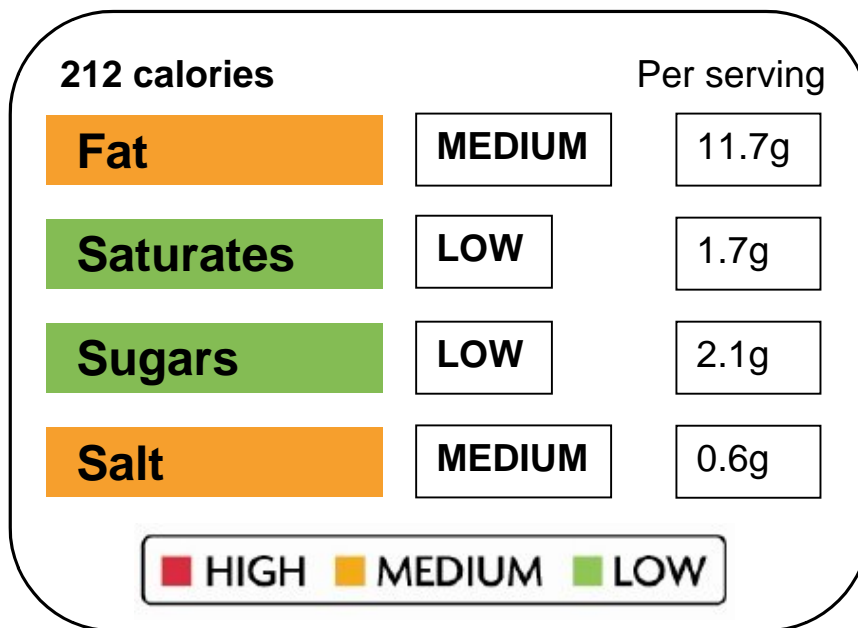 212 calories Per serving
Fat MEDIUM 11.7g
Saturates LOW 1.7g
Sugars LOW 2.1g
Salt MEDIUM 0.6g
HIGH MEDIUM LOW